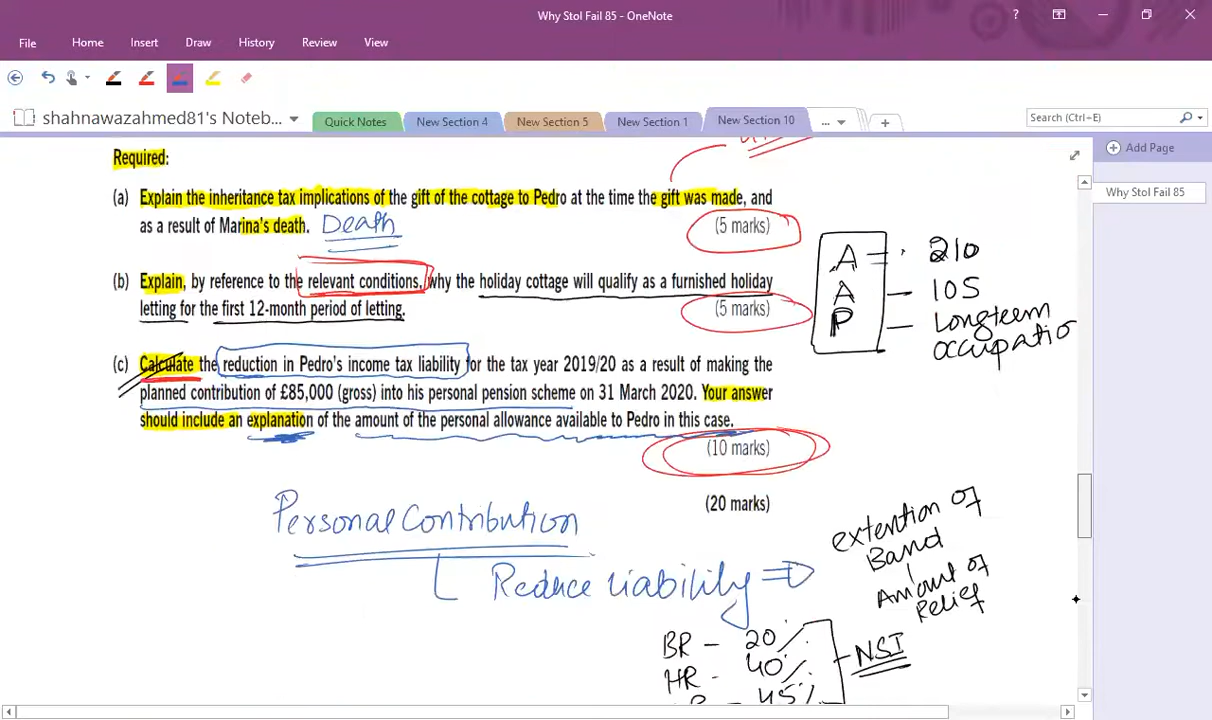 Why Stol Fail 85 - OneNote
?
File
Home
Insert
Draw
History
Review
View
shahnawazahmed81's Noteb...
Quick Notes
New Section 4
New Section 5
New Section 1
New Section 10
...
Search (Ctrl+E)
Add Page
Why Stol Fail 85
Required:
(a) Explain the inheritance tax implications of the gift of the cottage to Pedro at the time the gift was made, and
as a result of Marina's death. Death
(5 marks)
(b) Explain, by reference to the relevant conditions, why the holiday cottage will qualify as a furnished holiday
letting for the first 12-month period of letting.
(5 marks)
A = 210
A - 105
P - Longterm
occupatio
(c) Calculate the reduction in Pedro's income tax liability for the tax year 2019/20 as a result of making the
planned contribution of £85,000 (gross) into his personal pension scheme on 31 March 2020. Your answer
should include an explanation of the amount of the personal allowance available to Pedro in this case.
(10 marks)
(20 marks)
Personal Contribution
Reduce liability ⇒
extention of
Band
Amount of
Relief
BR - 20%
HR - 40%
45%
NSI